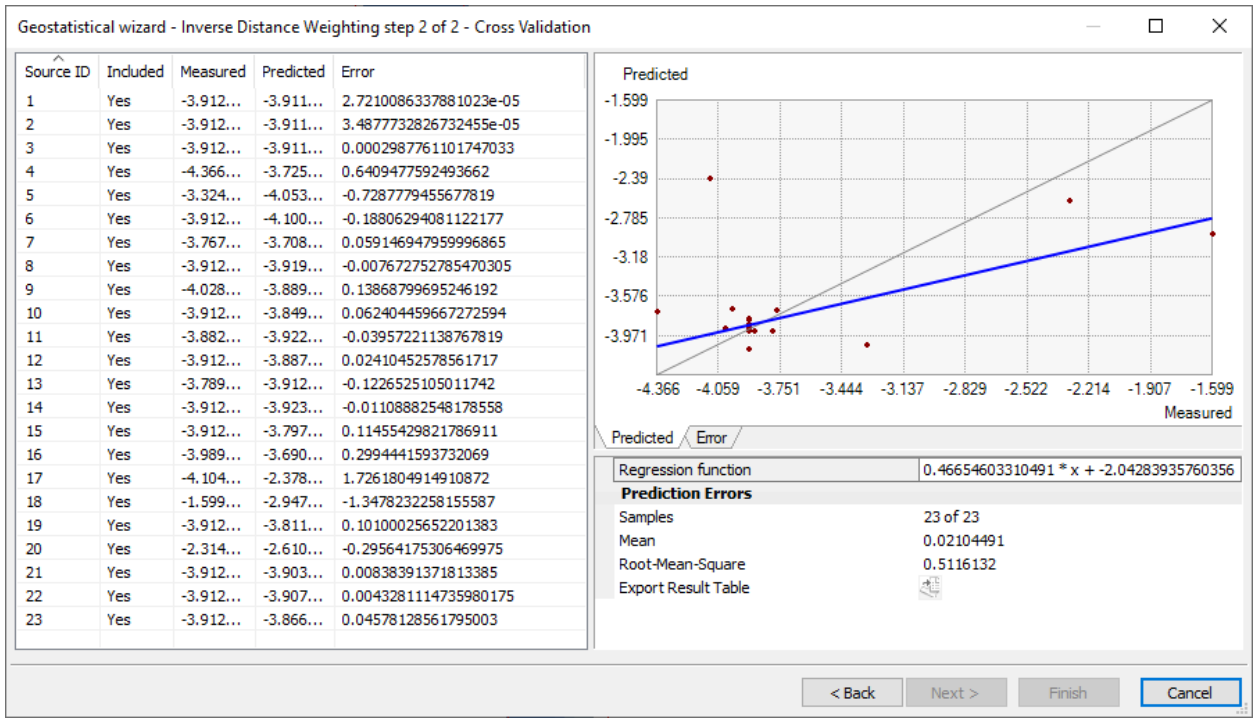 Geostatistical wizard - Inverse Distance Weighting step 2 of 2 - Cross Validation
Source ID Included Measured Predicted Error
1 Yes -3.912... -3.911... 2.7210086337881023e-05
2 Yes -3.912... -3.911... 3.4877732826732455e-05
3 Yes -3.912... -3.911... 0.0002987761101747033
4 Yes -4.366... -3.725... 0.6409477592493662
5 Yes -3.324... -4.053... -0.7287779455677819
6 Yes -3.912... -4.100... -0.18806294081122177
7 Yes -3.767... -3.708... 0.059146947959996865
8 Yes -3.912... -3.919... -0.007672752785470305
9 Yes -4.028... -3.889... 0.13868799695246192
10 Yes -3.912... -3.849... 0.062404459667272594
11 Yes -3.882... -3.922... -0.03957221138767819
12 Yes -3.912... -3.887... 0.02410452578561717
13 Yes -3.789... -3.912... -0.1226525105011742
14 Yes -3.912... -3.923... -0.01108882548178558
15 Yes -3.912... -3.797... 0.11455429821786911
16 Yes -3.989... -3.690... 0.2994441593732069
17 Yes -4.104... -2.378... 1.7261804914910872
18 Yes -1.599... -2.947... -1.3478232258155587
19 Yes -3.912... -3.811... 0.10100025652201383
20 Yes -2.314... -2.610... -0.29564175306469975
21 Yes -3.912... -3.903... 0.00838391371813385
22 Yes -3.912... -3.907... 0.0043281114735980175
23 Yes -3.912... -3.866... 0.04578128561795003
Predicted
-1.599
-1.995
-2.39
-2.785
-3.18
-3.576
-3.971
-4.366 -4.059 -3.751 -3.444 -3.137 -2.829 -2.522 -2.214 -1.907 -1.599
Measured
Predicted Error
Regression function 0.46654603310491 * x + -2.04283935760356
Prediction Errors
Samples 23 of 23
Mean 0.02104491
Root-Mean-Square 0.5116132
Export Result Table
< Back Next > Finish Cancel